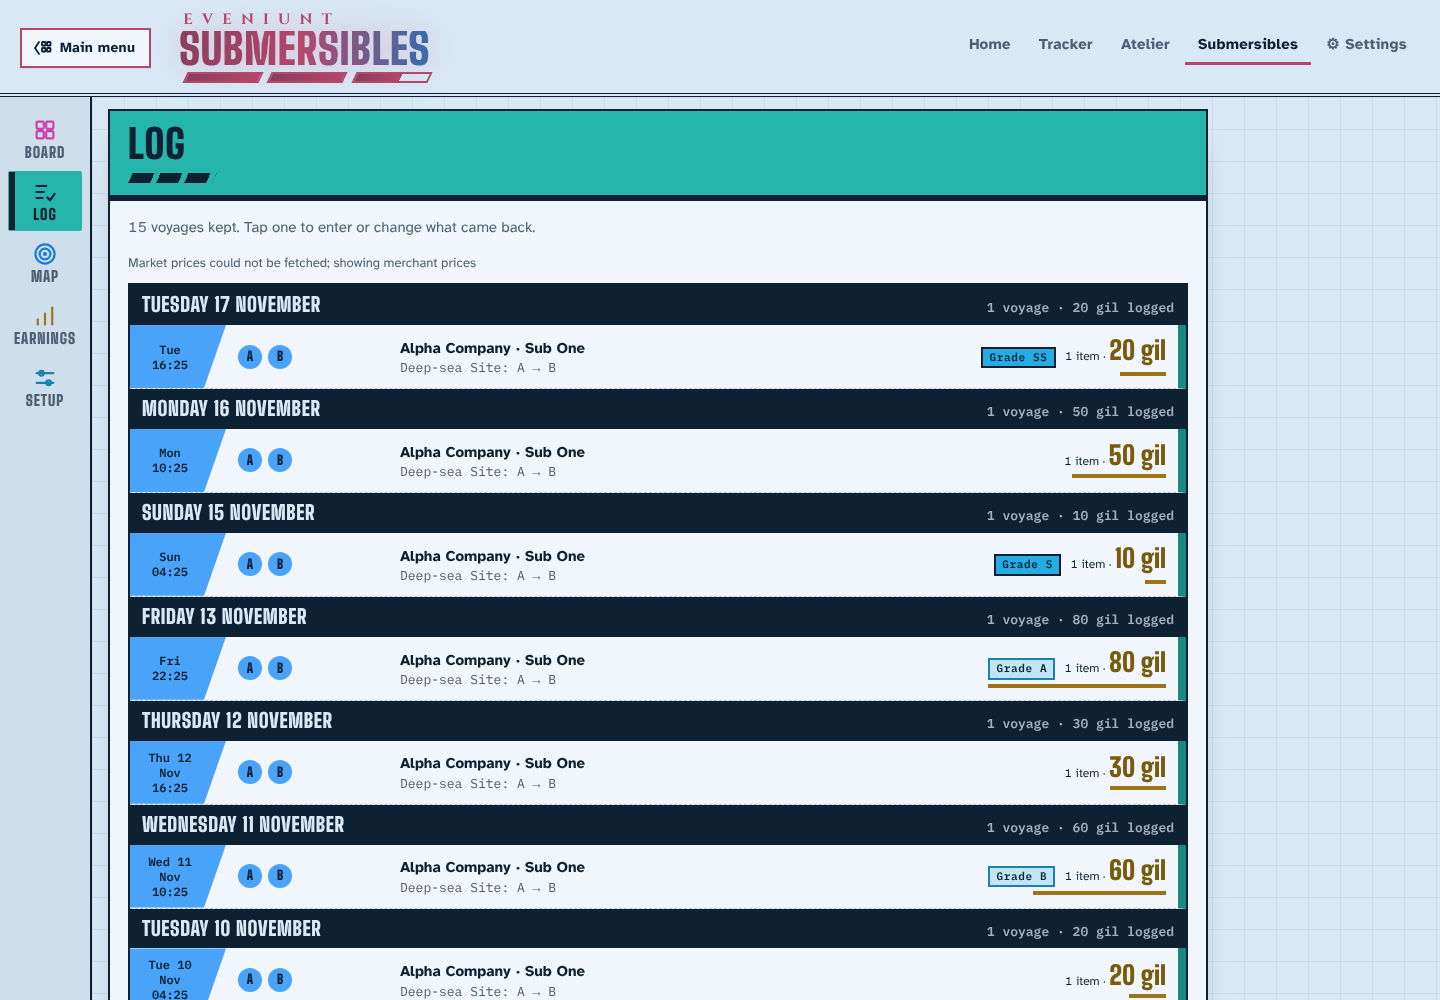 Main menu
EVENIUNT
SUBMERSIBLES
Home
Tracker
Atelier
Submersibles
Settings
BOARD
LOG
MAP
EARNINGS
SETUP
LOG
15 voyages kept. Tap one to enter or change what came back.
Market prices could not be fetched; showing merchant prices
TUESDAY 17 NOVEMBER
1 voyage · 20 gil logged
Tue
16:25
A B
Alpha Company · Sub One
Deep-sea Site: A → B
Grade SS
1 item · 20 gil
MONDAY 16 NOVEMBER
1 voyage · 50 gil logged
Mon
10:25
A B
Alpha Company · Sub One
Deep-sea Site: A → B
1 item · 50 gil
SUNDAY 15 NOVEMBER
1 voyage · 10 gil logged
Sun
04:25
A B
Alpha Company · Sub One
Deep-sea Site: A → B
Grade S
1 item · 10 gil
FRIDAY 13 NOVEMBER
1 voyage · 80 gil logged
Fri
22:25
A B
Alpha Company · Sub One
Deep-sea Site: A → B
Grade A
1 item · 80 gil
THURSDAY 12 NOVEMBER
1 voyage · 30 gil logged
Thu 12
Nov
16:25
A B
Alpha Company · Sub One
Deep-sea Site: A → B
1 item · 30 gil
WEDNESDAY 11 NOVEMBER
1 voyage · 60 gil logged
Wed 11
Nov
10:25
A B
Alpha Company · Sub One
Deep-sea Site: A → B
Grade B
1 item · 60 gil
TUESDAY 10 NOVEMBER
1 voyage · 20 gil logged
Tue 10
Nov
04:25
A B
Alpha Company · Sub One
Deep-sea Site: A → B
1 item · 20 gil